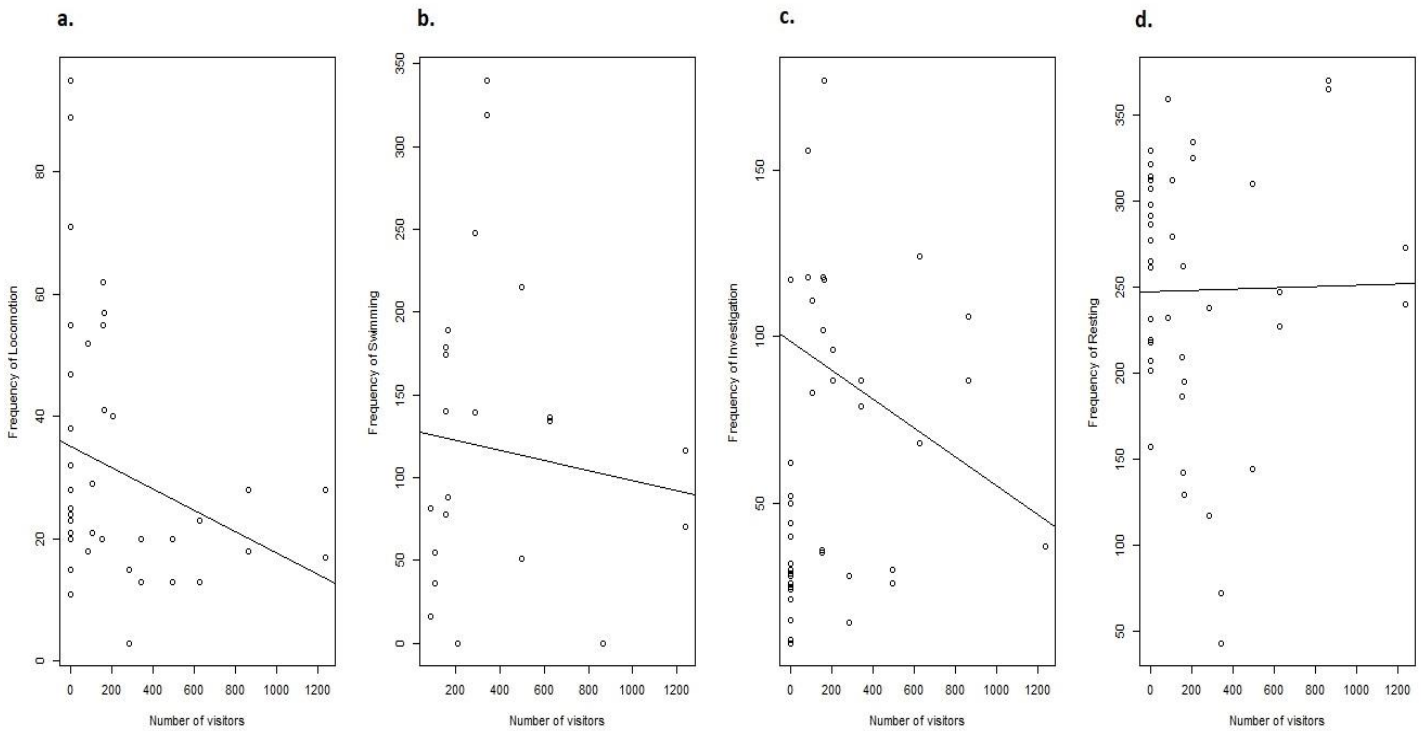 a.
Frequency of Locomotion
0 20 40 60 80
0 200 400 600 800 1000 1200
Number of visitors
b.
Frequency of Swimming
0 50 100 150 200 250 300 350
200 400 600 800 1000 1200
Number of visitors
c.
Frequency of Investigation
50 100 150
0 200 400 600 800 1000 1200
Number of visitors
d.
Frequency of Resting
50 100 150 200 250 300 350
0 200 400 600 800 1000 1200
Number of visitors